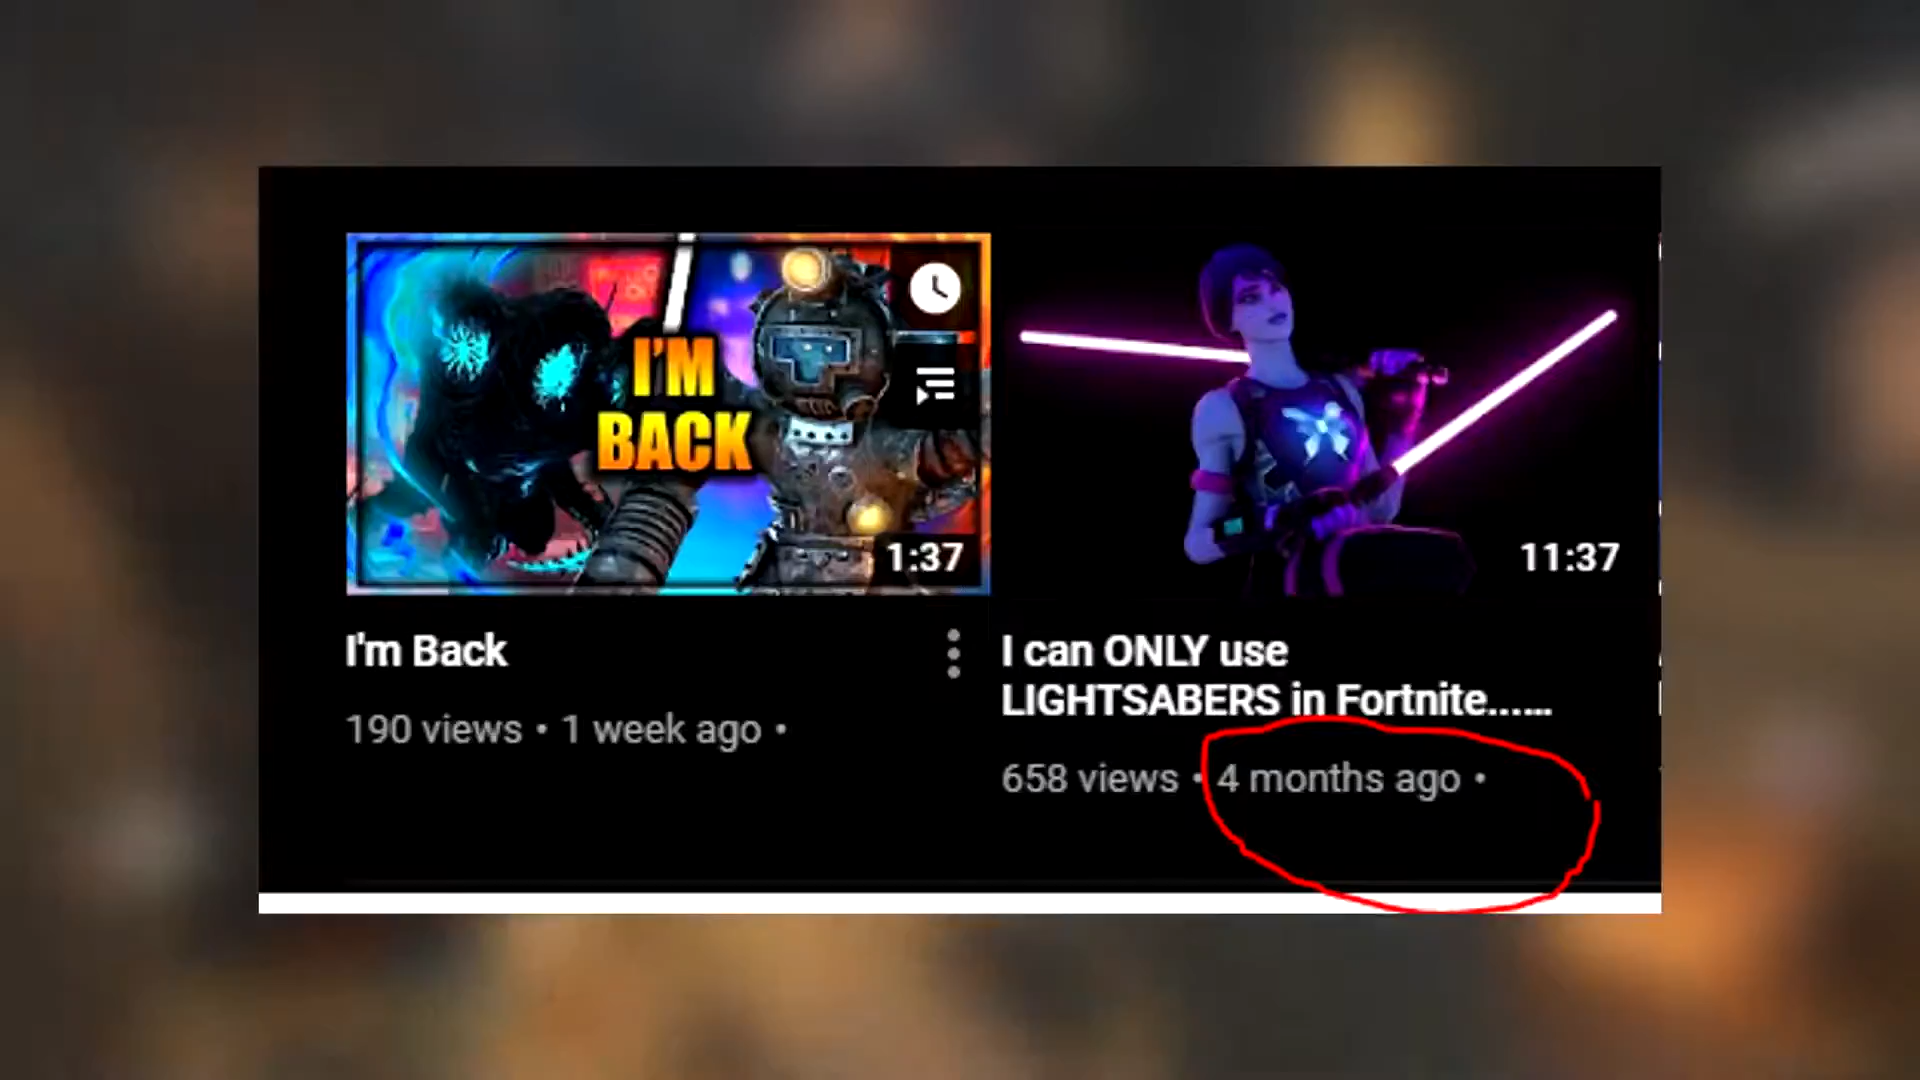 I'M
BACK
1:37
11:37
I'm Back
190 views • 1 week ago •
I can ONLY use
LIGHTSABERS in Fortnite......
658 views • 4 months ago •